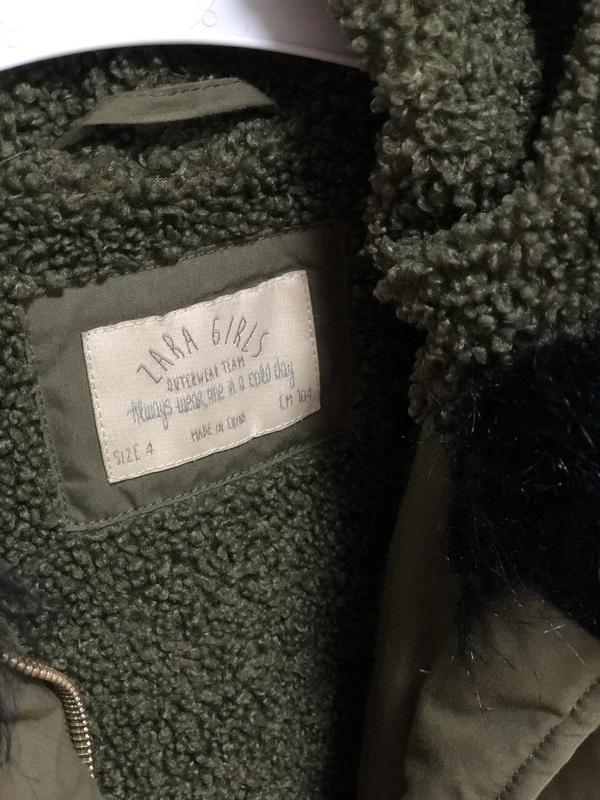 ZARA GIRLS
OUTERWEAR TEAM
Always wear me in a cold day
CM 104
MADE IN CHINA
SIZE 4